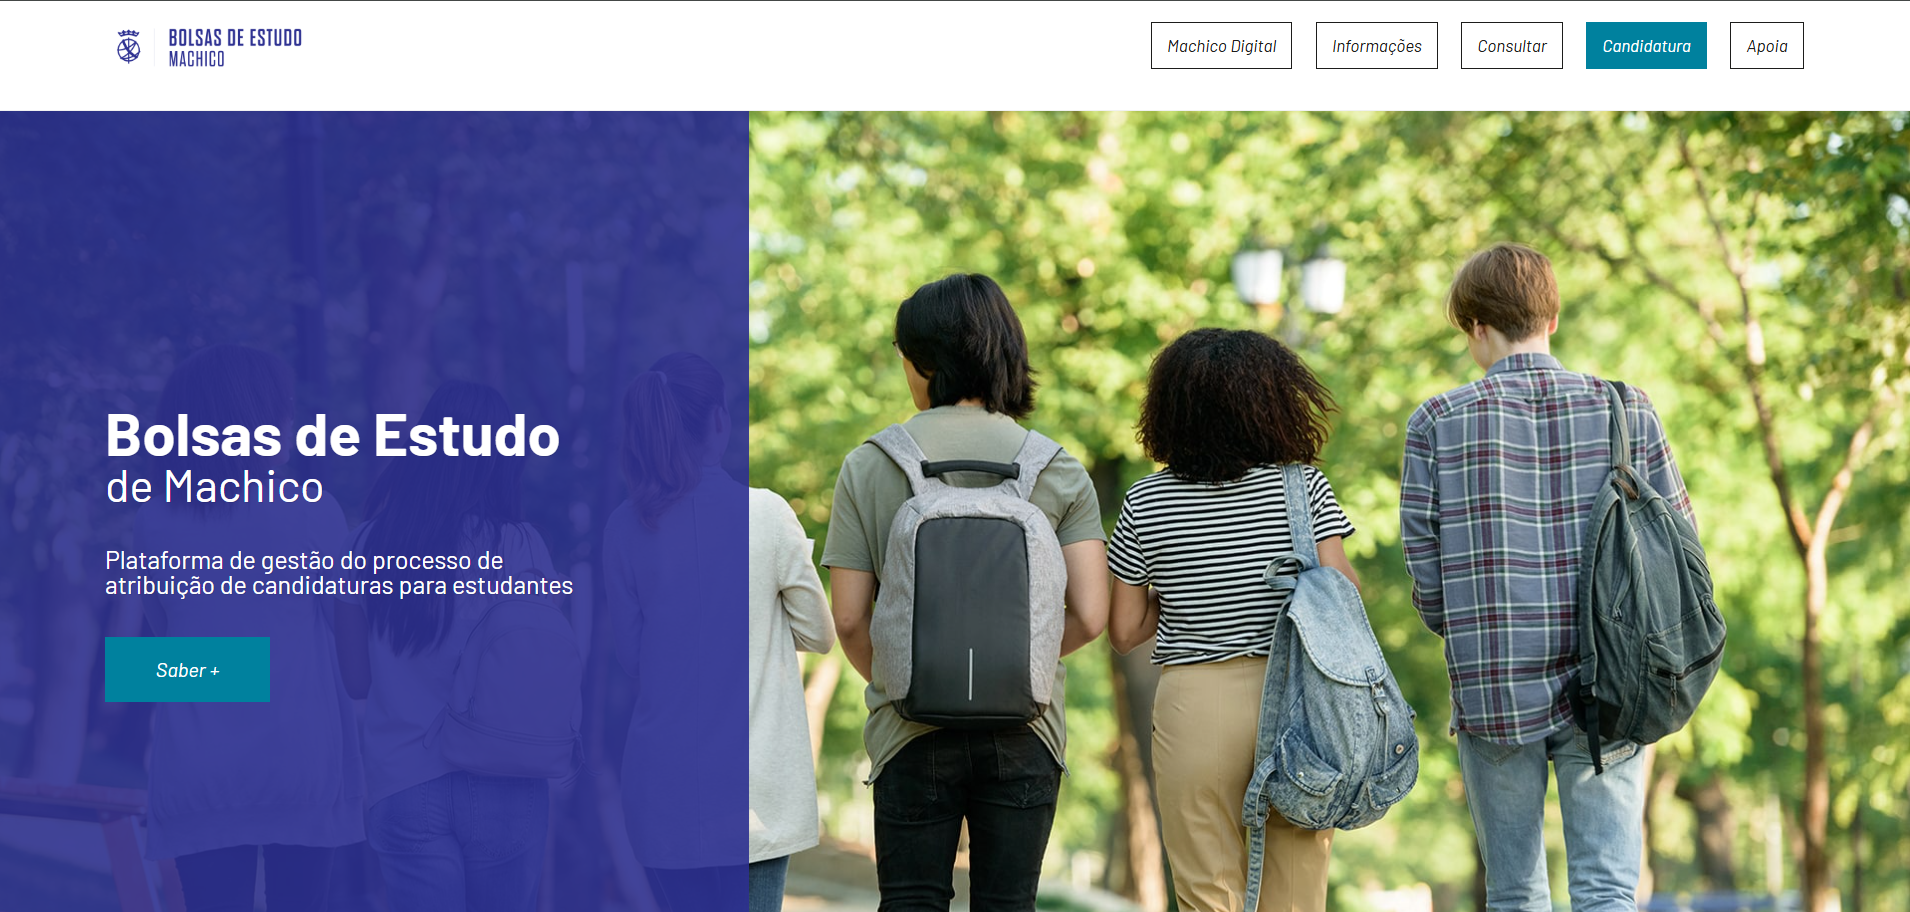 BOLSAS DE ESTUDO
MACHICO
Machico Digital
Informações
Consultar
Candidatura
Apoia
Bolsas de Estudo
de Machico
Plataforma de gestão do processo de
atribuição de candidaturas para estudantes
Saber +